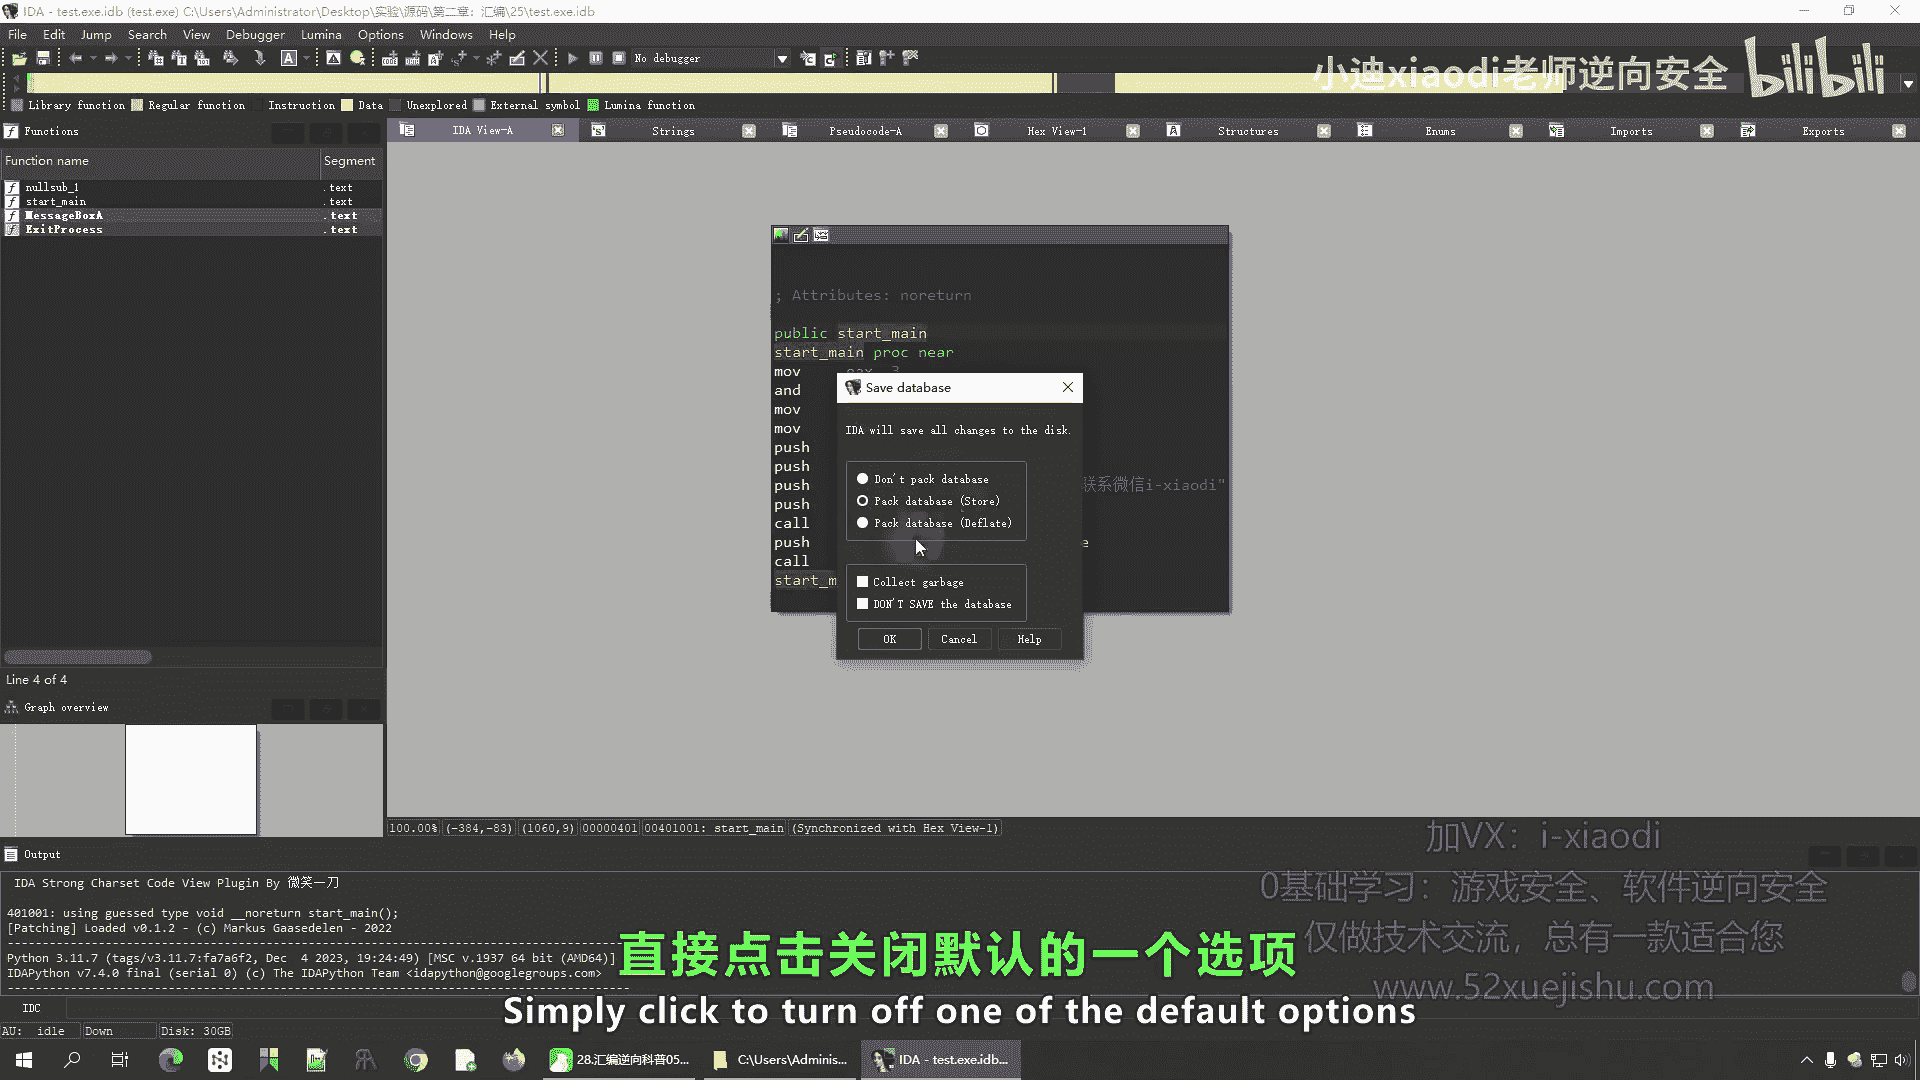 IDA - test.exe.idb (test.exe) C:\Users\Administrator\Desktop\实验\源码\第二章：汇编\25\test.exe.idb
File Edit Jump Search View Debugger Lumina Options Windows Help
No debugger
小迪xiaodi老师逆向安全 bilibili
Library function Regular function Instruction Data Unexplored External symbol Lumina function
Functions
IDA View-A Strings Pseudocode-A Hex View-1 Structures Enums Imports Exports
Function name Segment
nullsub_1 .text
start_main .text
MessageBoxA .text
ExitProcess .text
; Attributes: noreturn
public start_main
start_main proc near
mov eax, 3
and
mov
mov
push
push
push 联系微信i-xiaodi"
push
call
push e
call
start_m
Save database
IDA will save all changes to the disk.
Don't pack database
Pack database (Store)
Pack database (Deflate)
Collect garbage
DON'T SAVE the database
OK Cancel Help
Line 4 of 4
Graph overview
100.00% (-384,-83) (1060,9) 00000401 00401001: start_main (Synchronized with Hex View-1)
加VX：i-xiaodi
Output
IDA Strong Charset Code View Plugin By 微笑一刀
0基础学习：游戏安全、软件逆向安全
401001: using guessed type void __noreturn start_main();
[Patching] Loaded v0.1.2 - (c) Markus Gaasedelen - 2022
仅做技术交流，总有一款适合您
Python 3.11.7 (tags/v3.11.7:fa7a6f2, Dec 4 2023, 19:24:49) [MSC v.1937 64 bit (AMD64)]
IDAPython v7.4.0 final (serial 0) (c) The IDAPython Team <idapython@googlegroups.com>
直接点击关闭默认的一个选项
www.52xuejishu.com
IDC
Simply click to turn off one of the default options
AU: idle Down Disk: 30GB
28.汇编逆向科普05... C:\Users\Adminis... IDA - test.exe.idb...